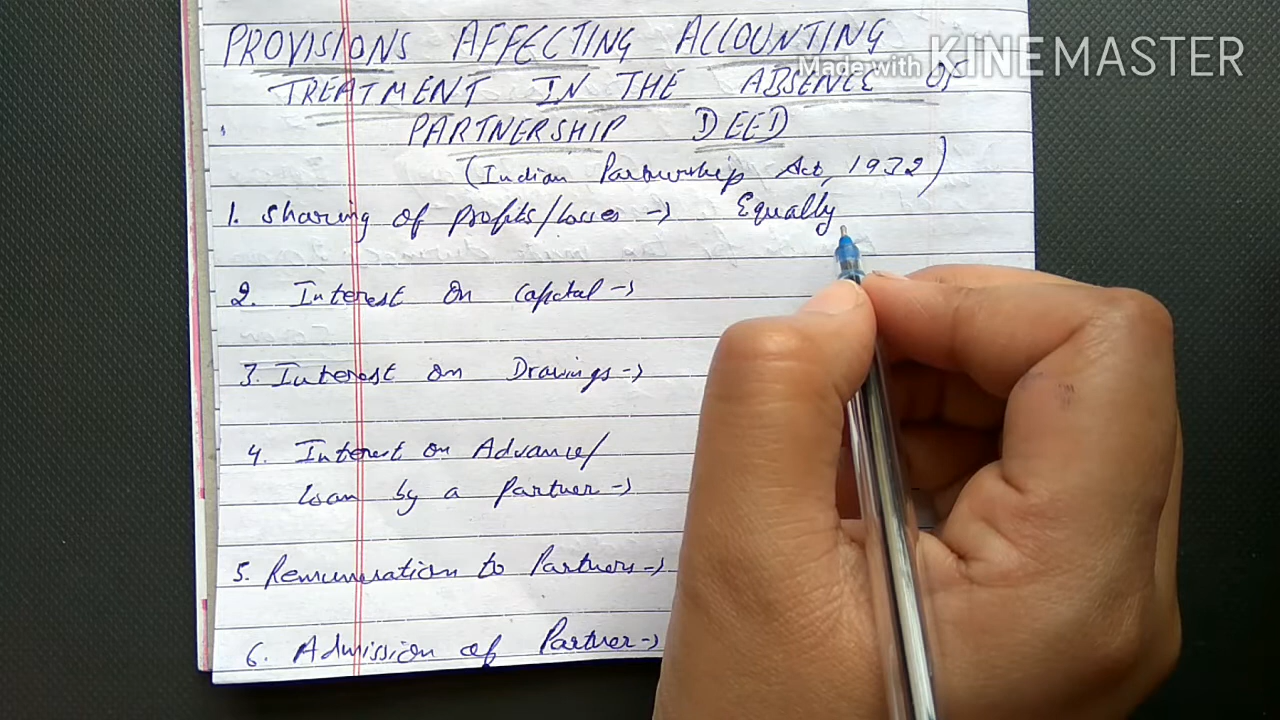 PROVISIONS AFFECTING ACCOUNTING
Made with KINEMASTER
TREATMENT IN THE ABSENCE OF
PARTNERSHIP DEED
(Indian Partnership Act, 1932)
1. Sharing of Profits/Losses → Equally
2. Interest on Capital →
3. Interest on Drawings →
4. Interest on Advance/
Loan by a Partner →
5. Remuneration to Partners →
6. Admission of Partner →